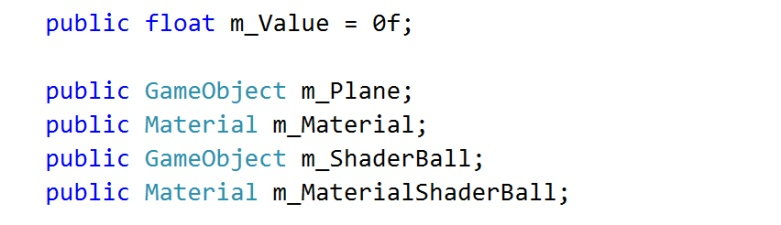 public float m_Value = 0f;
public GameObject m_Plane;
public Material m_Material;
public GameObject m_ShaderBall;
public Material m_MaterialShaderBall;